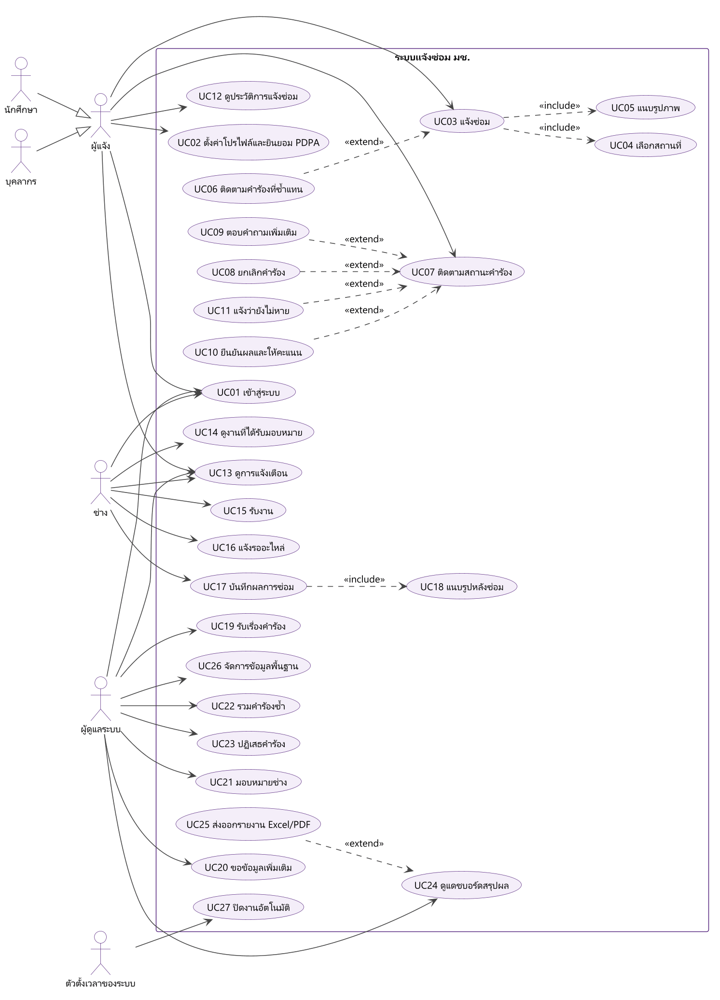 ระบบแจ้งซ่อม มช.
นักศึกษา
บุคลากร
ผู้แจ้ง
UC12 ดูประวัติการแจ้งซ่อม
UC02 ตั้งค่าโปรไฟล์และยินยอม PDPA
UC03 แจ้งซ่อม
«include»
UC05 แนบรูปภาพ
«include»
UC04 เลือกสถานที่
«extend»
UC06 ติดตามคำร้องที่ซ้ำแทน
UC09 ตอบคำถามเพิ่มเติม
«extend»
UC08 ยกเลิกคำร้อง
«extend»
UC07 ติดตามสถานะคำร้อง
«extend»
UC11 แจ้งว่ายังไม่หาย
«extend»
UC10 ยืนยันผลและให้คะแนน
UC01 เข้าสู่ระบบ
UC14 ดูงานที่ได้รับมอบหมาย
ช่าง
UC13 ดูการแจ้งเตือน
UC15 รับงาน
UC16 แจ้งรออะไหล่
UC17 บันทึกผลการซ่อม
«include»
UC18 แนบรูปหลังซ่อม
UC19 รับเรื่องคำร้อง
UC26 จัดการข้อมูลพื้นฐาน
ผู้ดูแลระบบ
UC22 รวมคำร้องซ้ำ
UC23 ปฏิเสธคำร้อง
UC21 มอบหมายช่าง
UC25 ส่งออกรายงาน Excel/PDF
«extend»
UC20 ขอข้อมูลเพิ่มเติม
UC24 ดูแดชบอร์ดสรุปผล
UC27 ปิดงานอัตโนมัติ
ตัวตั้งเวลาของระบบ